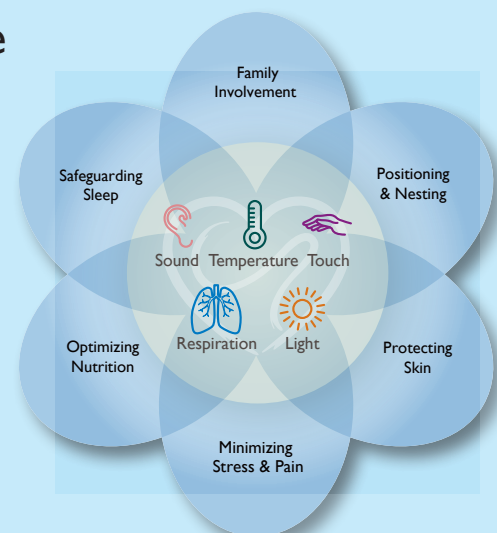 e
Family
Involvement
Safeguarding
Sleep
Positioning
& Nesting
Sound Temperature Touch
Respiration Light
Optimizing
Nutrition
Protecting
Skin
Minimizing
Stress & Pain